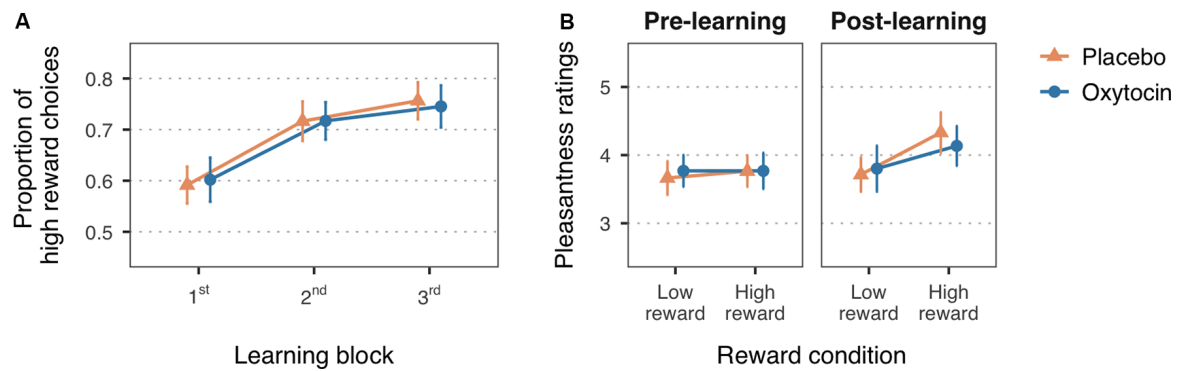 A
Proportion of
high reward choices
0.8
0.7
0.6
0.5
1st
2nd
3rd
Learning block
B
Pre-learning
Post-learning
Pleasantness ratings
5
4
3
Low
reward
High
reward
Low
reward
High
reward
Reward condition
Placebo
Oxytocin